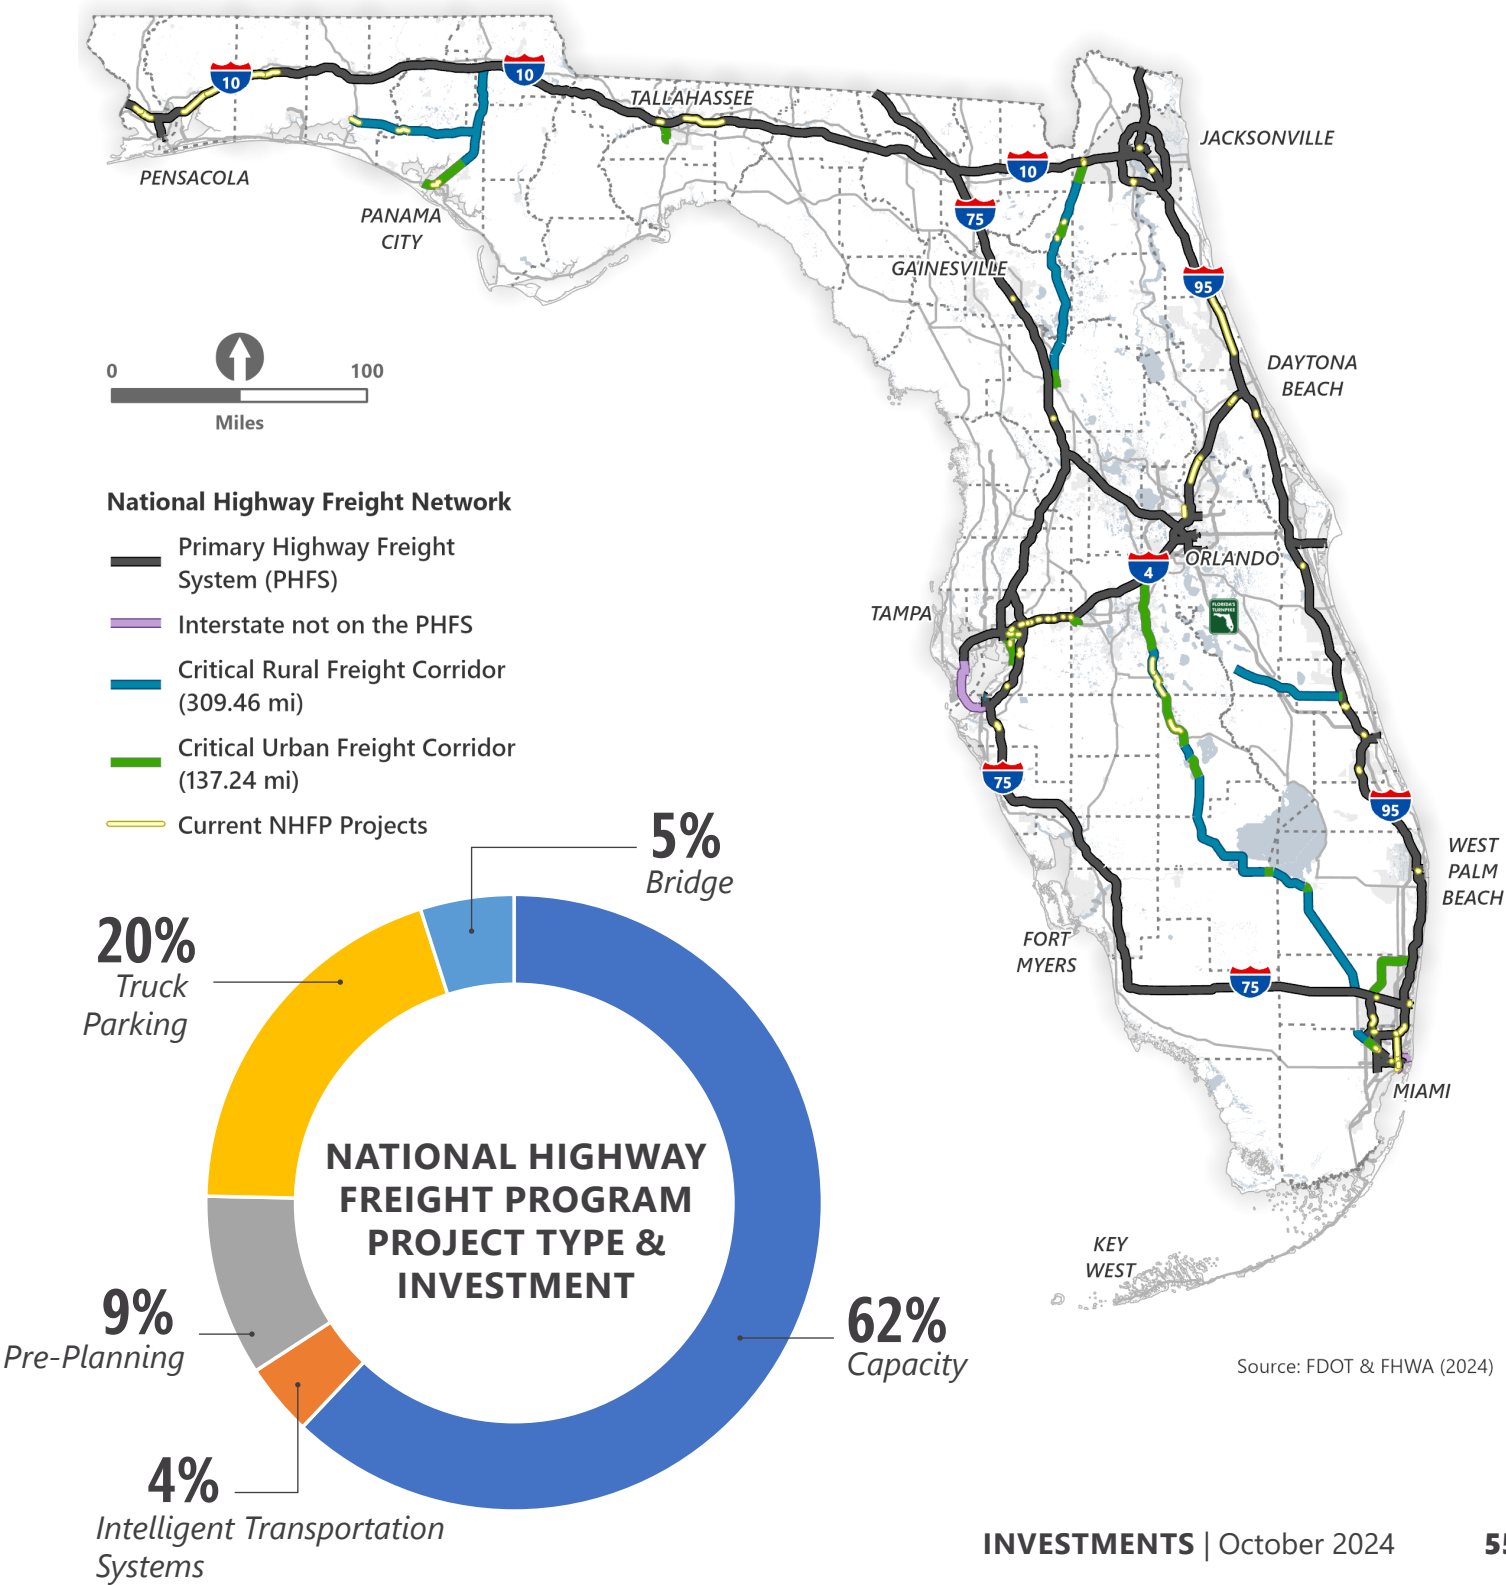 10
10
TALLAHASSEE
JACKSONVILLE
PENSACOLA
10
PANAMA
CITY
75
GAINESVILLE
95
0
100
Miles
DAYTONA
BEACH
National Highway Freight Network
Primary Highway Freight
System (PHFS)
Interstate not on the PHFS
Critical Rural Freight Corridor
(309.46 mi)
Critical Urban Freight Corridor
(137.24 mi)
Current NHFP Projects
ORLANDO
4
TAMPA
FLORIDA'S
TURNPIKE
75
95
WEST
PALM
BEACH
FORT
MYERS
75
MIAMI
KEY
WEST
5%
Bridge
20%
Truck
Parking
NATIONAL HIGHWAY
FREIGHT PROGRAM
PROJECT TYPE &
INVESTMENT
9%
Pre-Planning
62%
Capacity
4%
Intelligent Transportation
Systems
Source: FDOT & FHWA (2024)
INVESTMENTS | October 2024